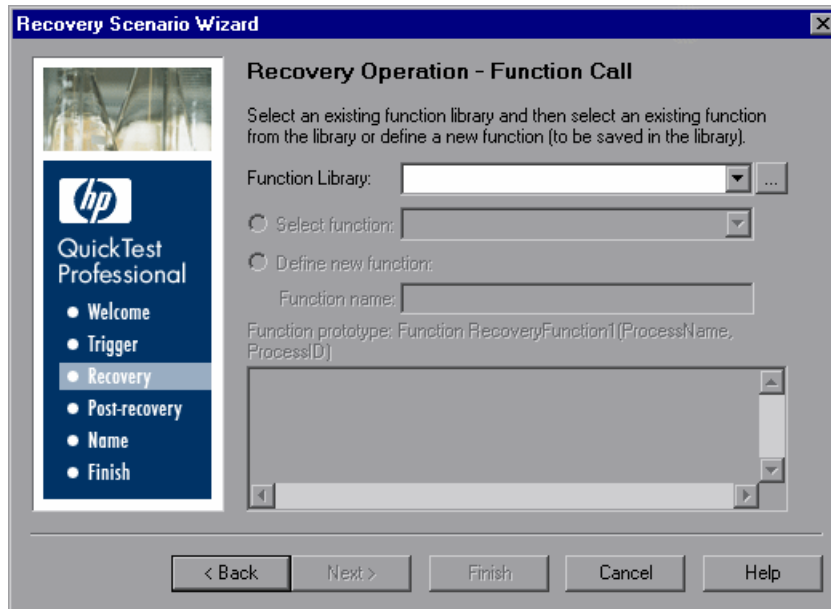 Recovery Scenario Wizard
Recovery Operation - Function Call
Select an existing function library and then select an existing function
from the library or define a new function (to be saved in the library).
Function Library:
...
Select function:
Define new function:
Function name:
Function prototype: Function RecoveryFunction1(ProcessName,
ProcessID)
hp
QuickTest
Professional
Welcome
Trigger
Recovery
Post-recovery
Name
Finish
< Back
Next >
Finish
Cancel
Help